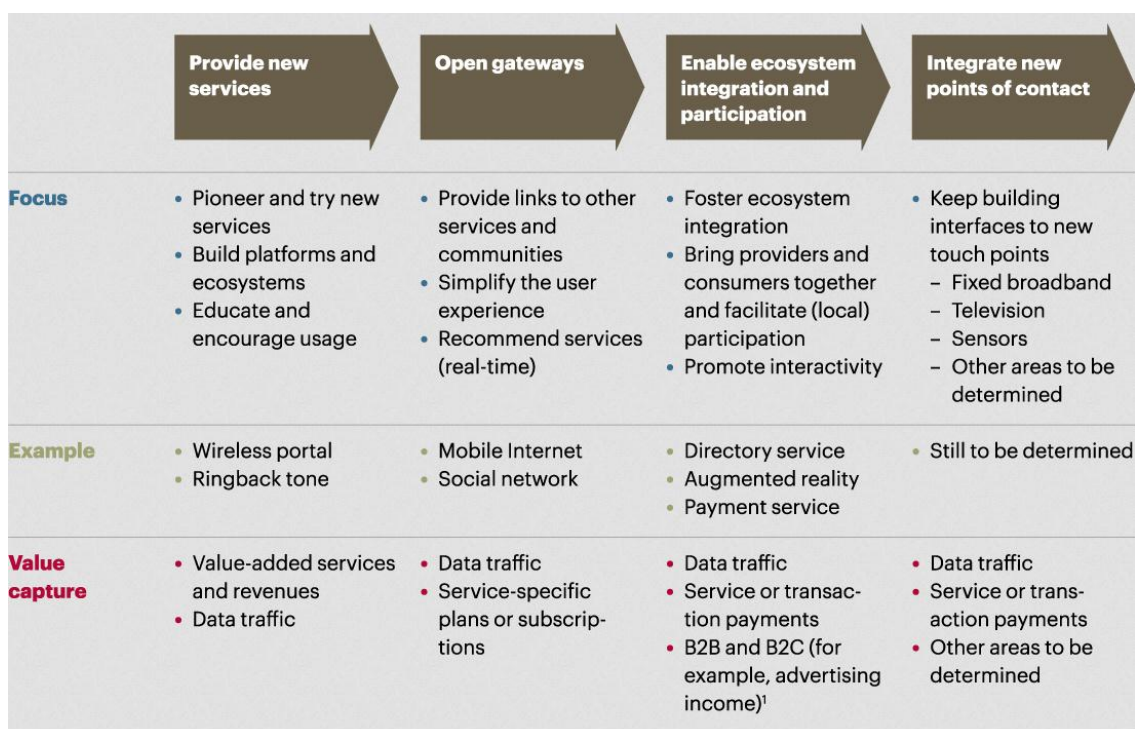 Provide new
services
Open gateways
Enable ecosystem
integration and
participation
Integrate new
points of contact
Focus
• Pioneer and try new
services
• Build platforms and
ecosystems
• Educate and
encourage usage
• Provide links to other
services and
communities
• Simplify the user
experience
• Recommend services
(real-time)
• Foster ecosystem
integration
• Bring providers and
consumers together
and facilitate (local)
participation
• Promote interactivity
• Keep building
interfaces to new
touch points
– Fixed broadband
– Television
– Sensors
– Other areas to be
determined
Example
• Wireless portal
• Ringback tone
• Mobile Internet
• Social network
• Directory service
• Augmented reality
• Payment service
• Still to be determined
Value
capture
• Value-added services
and revenues
• Data traffic
• Data traffic
• Service-specific
plans or subscrip-
tions
• Data traffic
• Service or transac-
tion payments
• B2B and B2C (for
example, advertising
income)¹
• Data traffic
• Service or trans-
action payments
• Other areas to be
determined